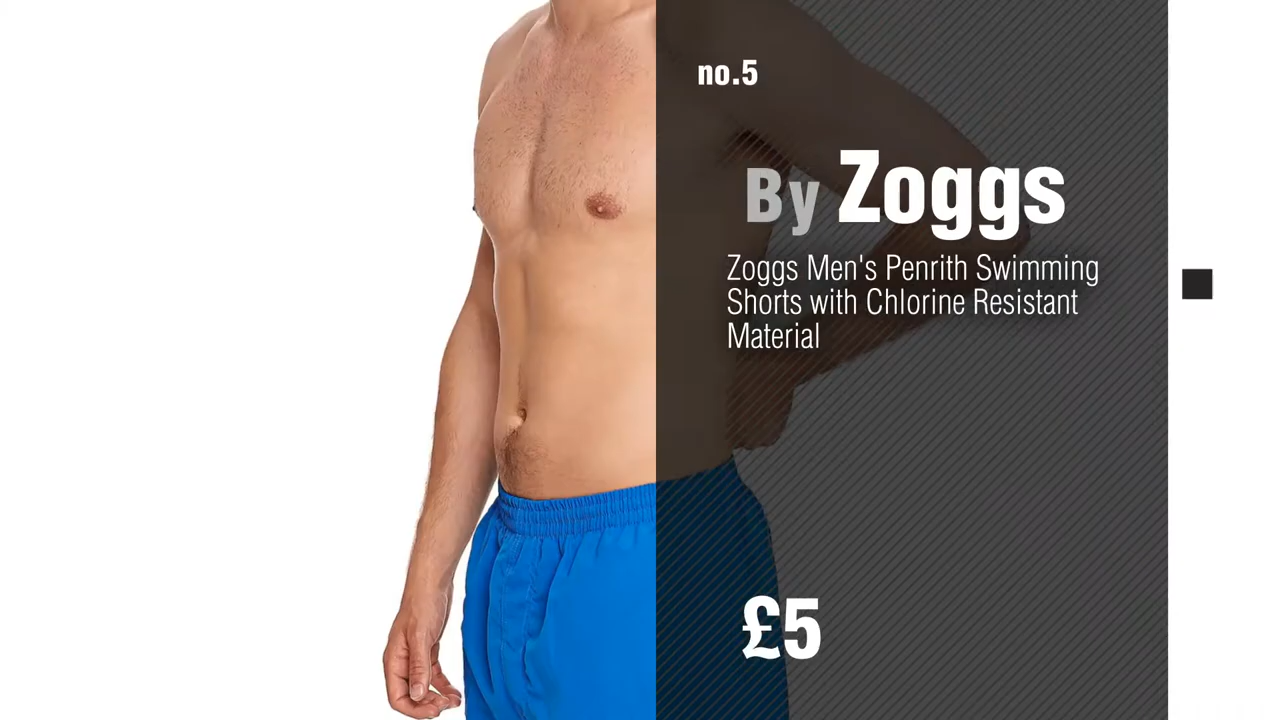 no.5
By Zoggs
Zoggs Men's Penrith Swimming
Shorts with Chlorine Resistant
Material
£5